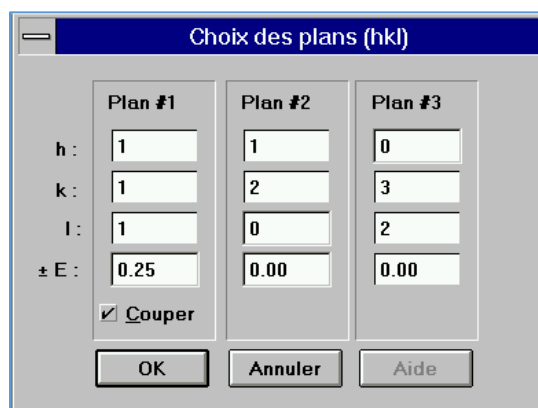 Choix des plans (hkl)
Plan #1 Plan #2 Plan #3
h : 1 1 0
k : 1 2 3
l : 1 0 2
± E : 0.25 0.00 0.00
Couper
OK Annuler Aide